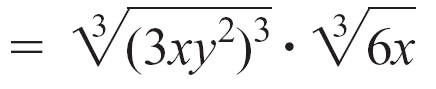 = ∛(3xy²)³ · ∛6x